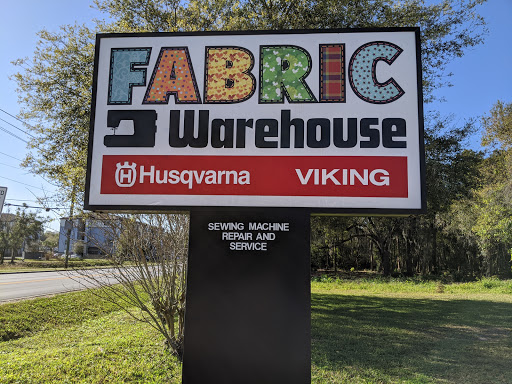 FABRIC
Warehouse
Husqvarna VIKING
SEWING MACHINE
REPAIR AND
SERVICE